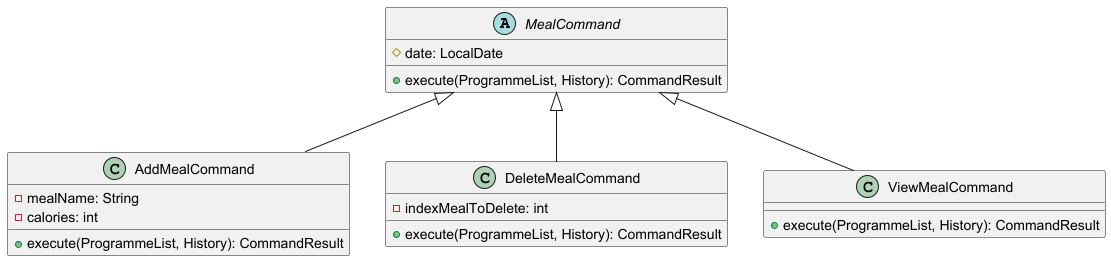 A MealCommand
date: LocalDate
execute(ProgrammeList, History): CommandResult
C AddMealCommand
mealName: String
calories: int
execute(ProgrammeList, History): CommandResult
C DeleteMealCommand
indexMealToDelete: int
execute(ProgrammeList, History): CommandResult
C ViewMealCommand
execute(ProgrammeList, History): CommandResult